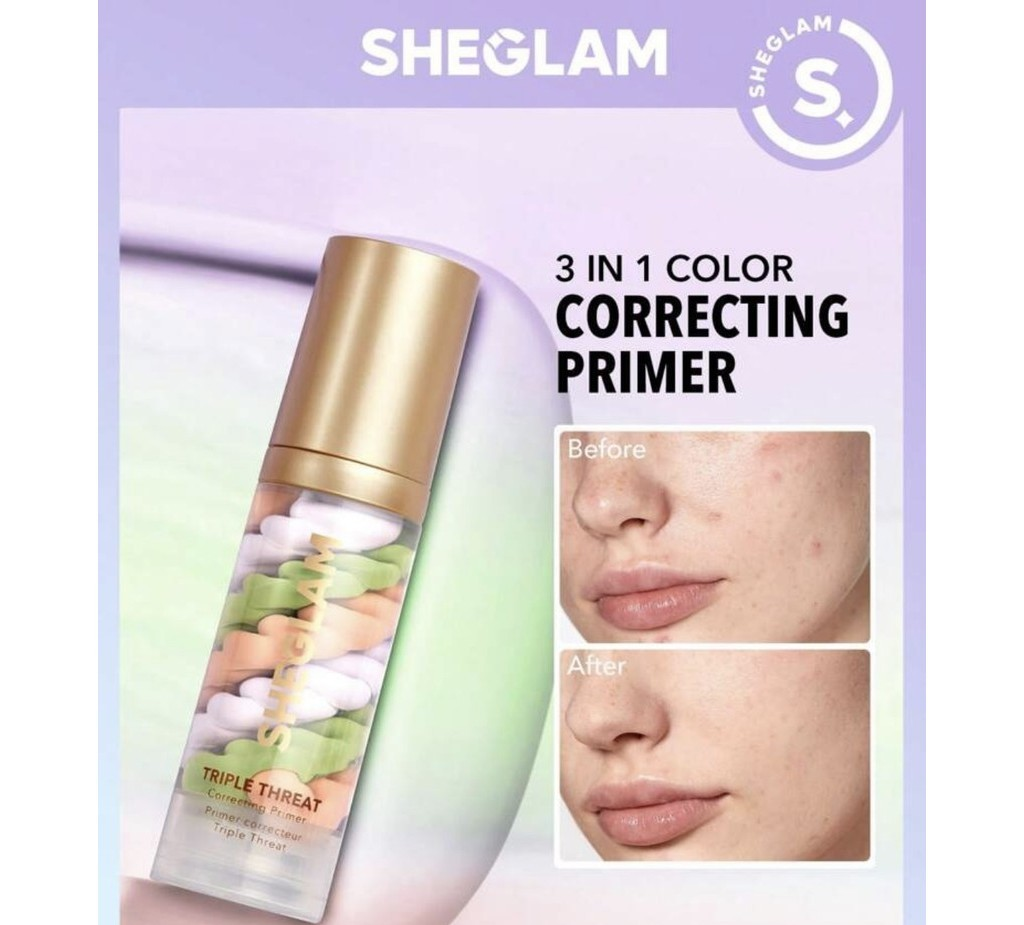 SHEGLAM
SHEGLAM
S
3 IN 1 COLOR
CORRECTING
PRIMER
Before
After
SHEGLAM
TRIPLE THREAT
Correcting Primer
Primer correcteur
Triple Threat